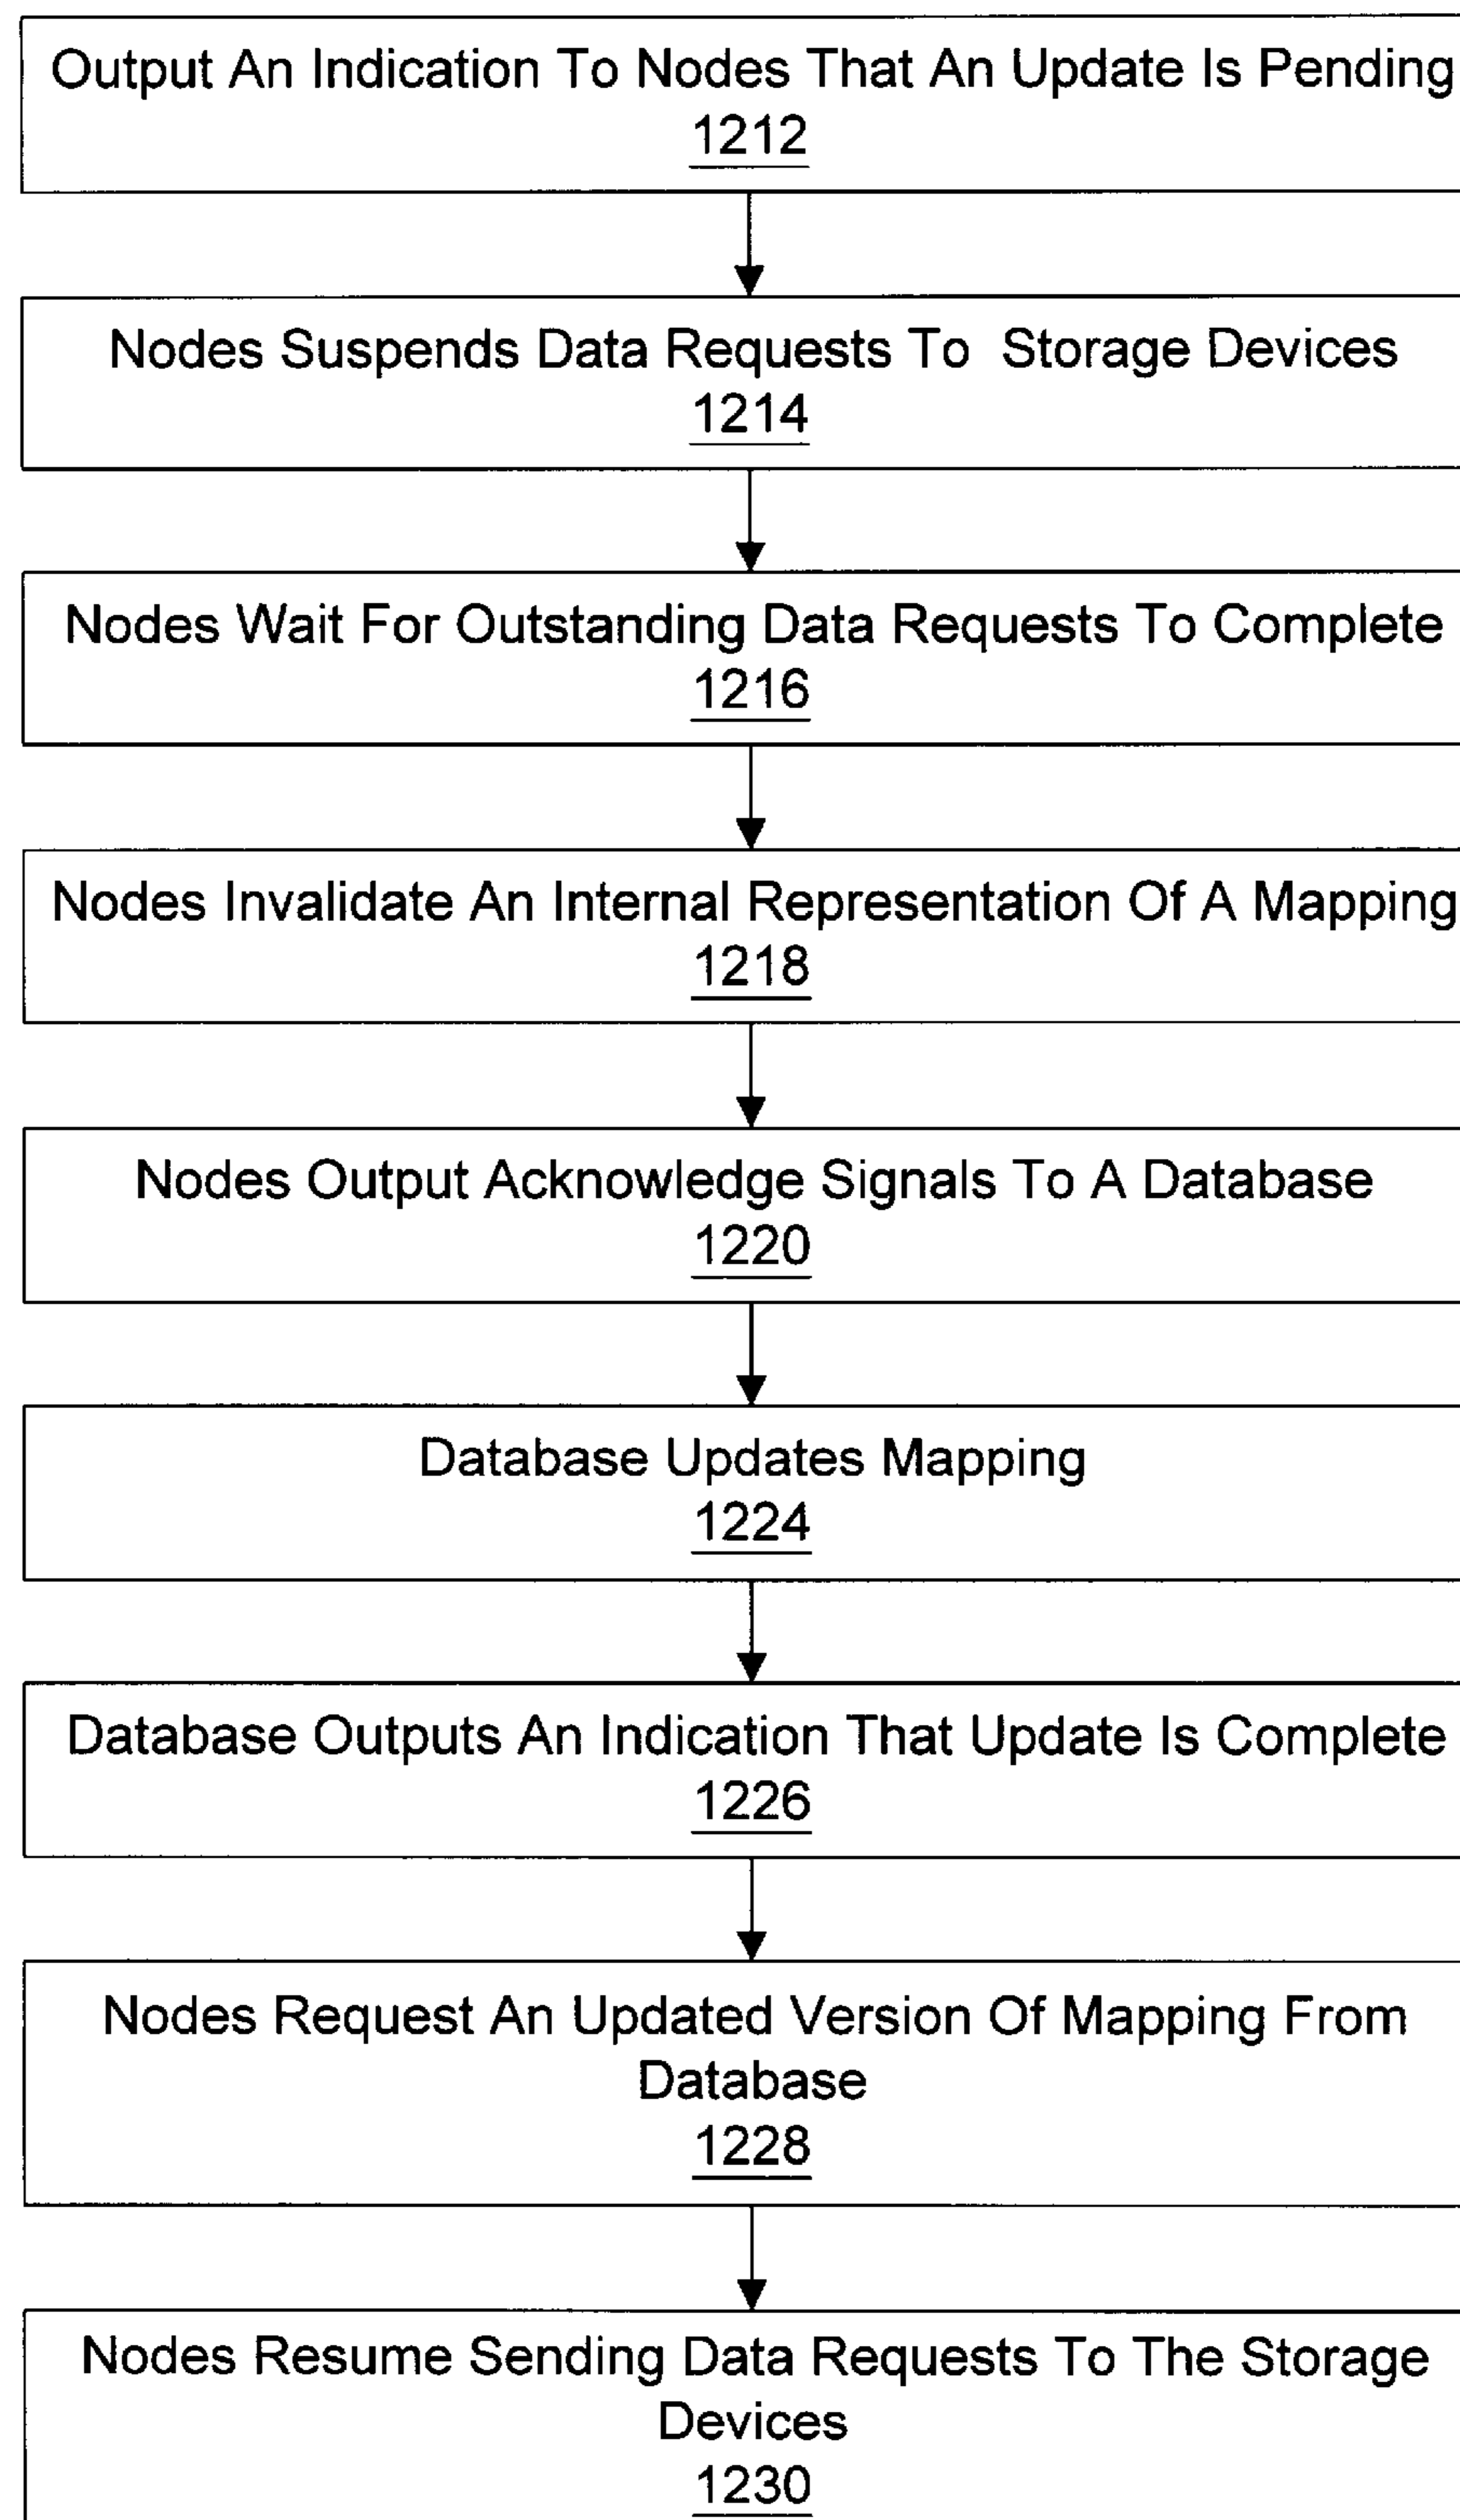 Output An Indication To Nodes That An Update Is Pending
1212
Nodes Suspends Data Requests To Storage Devices
1214
Nodes Wait For Outstanding Data Requests To Complete
1216
Nodes Invalidate An Internal Representation Of A Mapping
1218
Nodes Output Acknowledge Signals To A Database
1220
Database Updates Mapping
1224
Database Outputs An Indication That Update Is Complete
1226
Nodes Request An Updated Version Of Mapping From
Database
1228
Nodes Resume Sending Data Requests To The Storage
Devices
1230